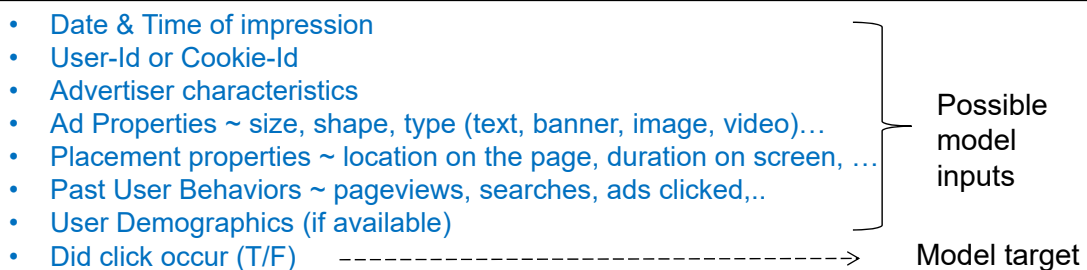 • Date & Time of impression
• User-Id or Cookie-Id
• Advertiser characteristics
• Ad Properties ~ size, shape, type (text, banner, image, video)…
• Placement properties ~ location on the page, duration on screen, …
• Past User Behaviors ~ pageviews, searches, ads clicked,..
• User Demographics (if available)
• Did click occur (T/F)
Possible
model
inputs
Model target